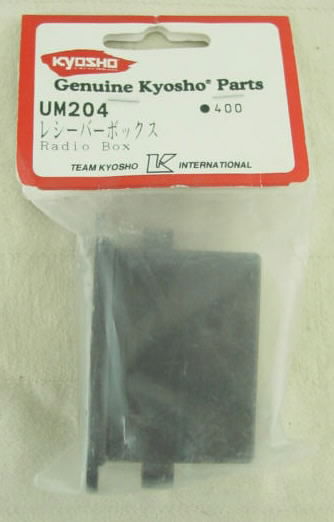 KYOSHO
Genuine Kyosho® Parts
UM204 ●400
レシーバーボックス
Radio Box
TEAM KYOSHO K INTERNATIONAL